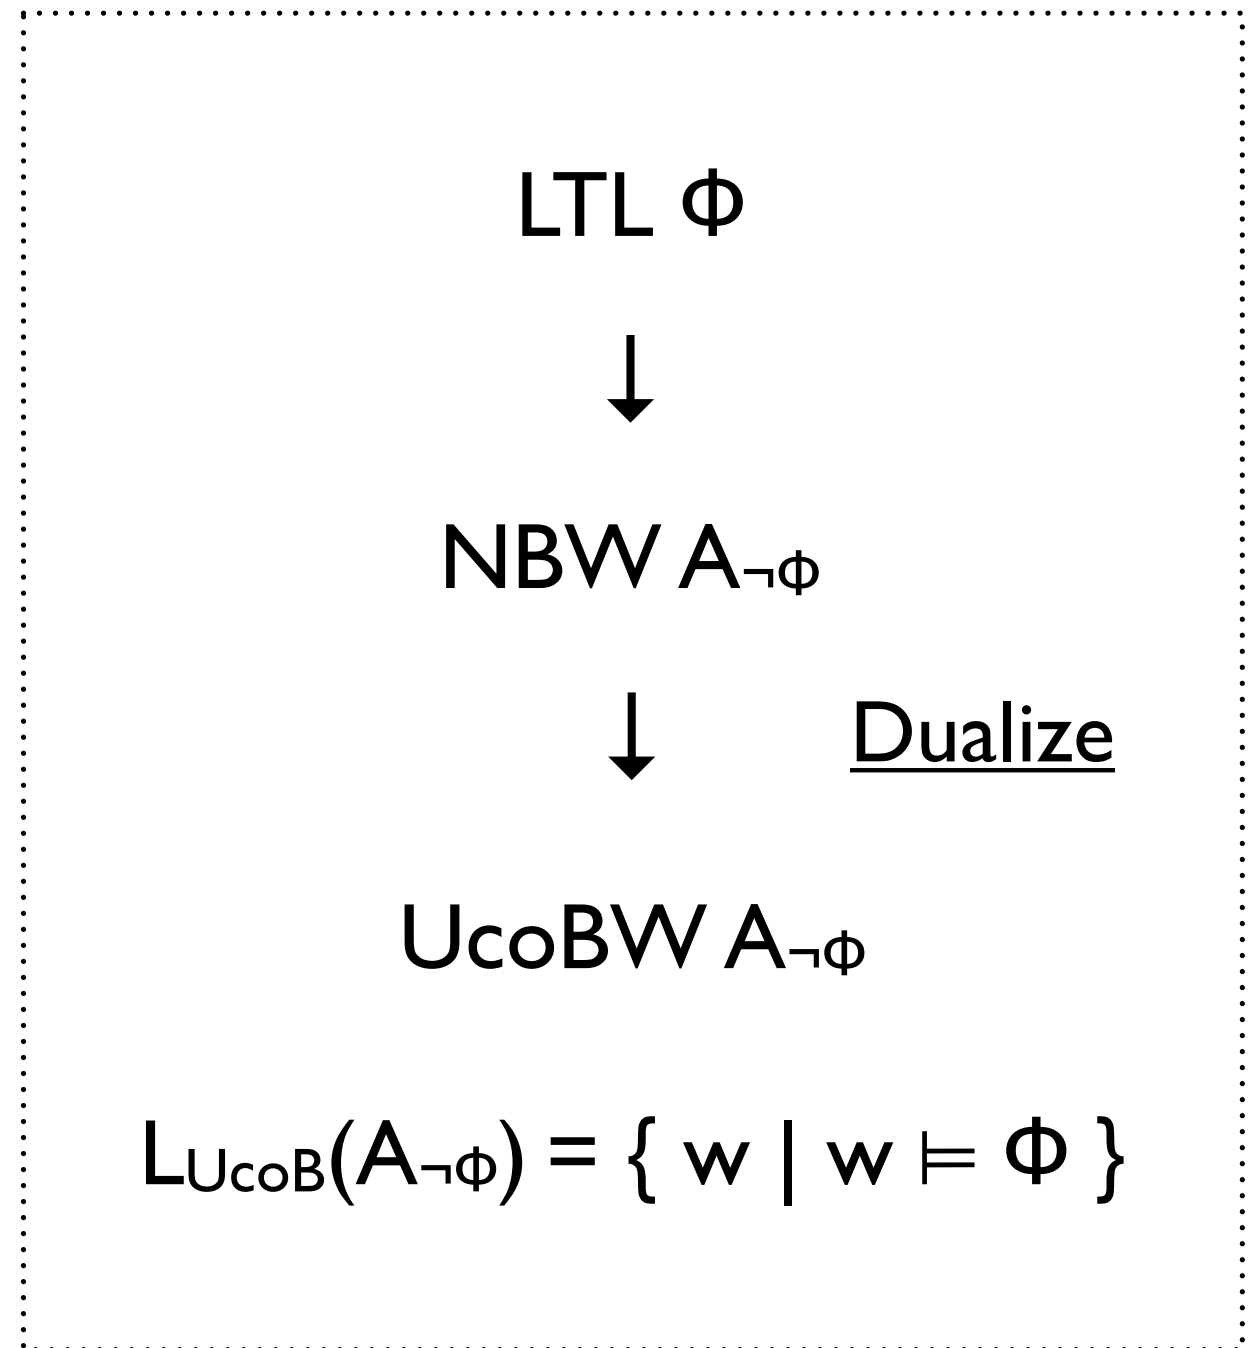 LTL Φ
↓
NBW A¬Φ
↓
Dualize
UcoBW A¬Φ
LUcoB(A¬Φ) = { w | w ⊨ Φ }